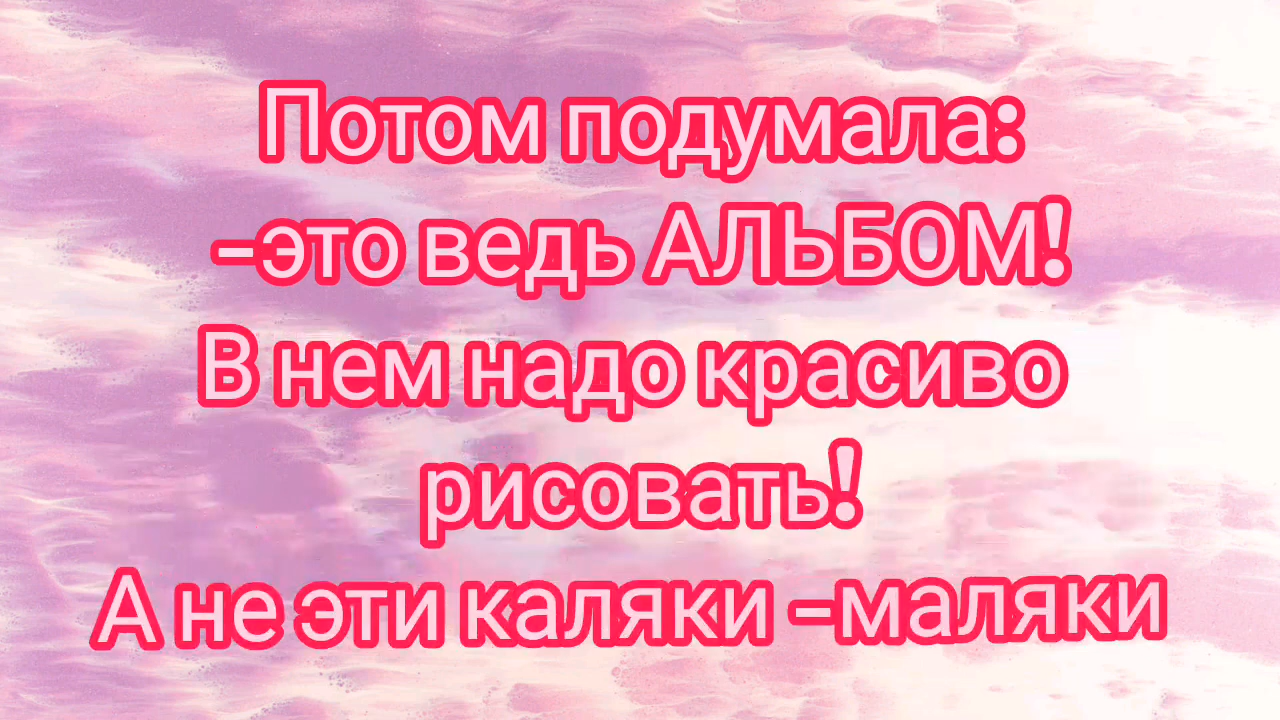 Потом подумала:
-это ведь АЛЬБОМ!
В нем надо красиво
рисовать!
А не эти каляки -маляки